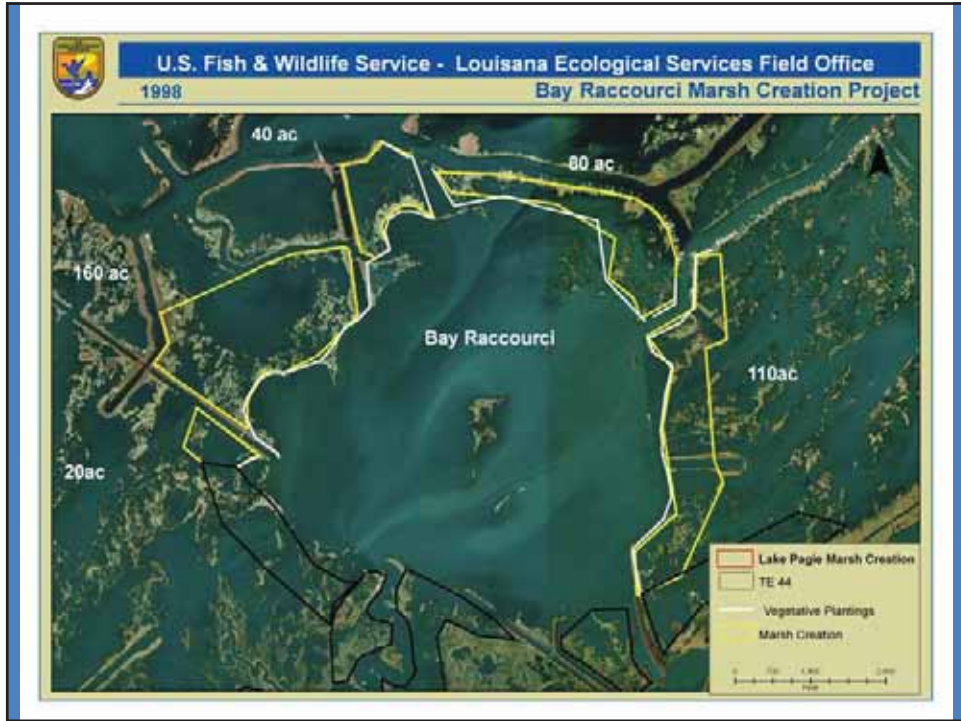 U.S. Fish & Wildlife Service - Louisana Ecological Services Field Office
1998
Bay Raccourci Marsh Creation Project
40 ac
80 ac
160 ac
Bay Raccourci
110ac
20ac
Lake Pagie Marsh Creation
TE 44
Vegetative Plantings
Marsh Creation
0